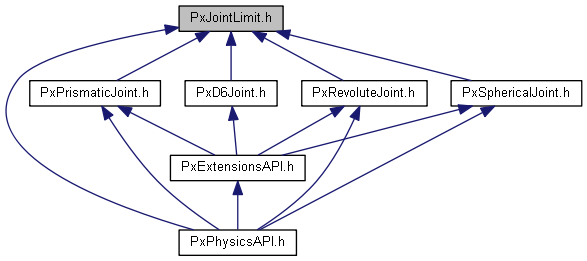 PxJointLimit.h
PxPrismaticJoint.h
PxD6Joint.h
PxRevoluteJoint.h
PxSphericalJoint.h
PxExtensionsAPI.h
PxPhysicsAPI.h